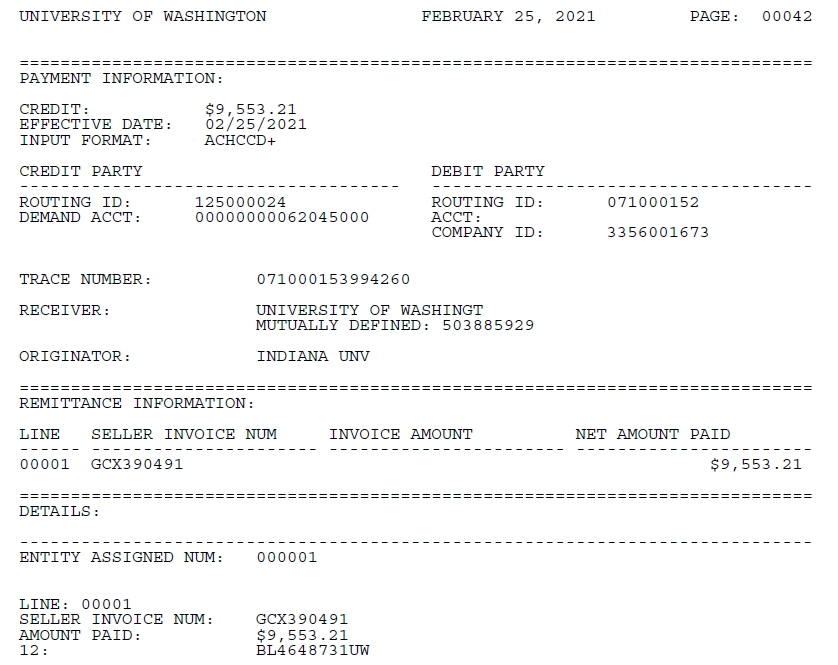 UNIVERSITY OF WASHINGTON FEBRUARY 25, 2021 PAGE: 00042
================================================================================
PAYMENT INFORMATION:
CREDIT: $9,553.21
EFFECTIVE DATE: 02/25/2021
INPUT FORMAT: ACHCCD+
CREDIT PARTY DEBIT PARTY
------------------------------------- -------------------------------------
ROUTING ID: 125000024 ROUTING ID: 071000152
DEMAND ACCT: 00000000062045000 ACCT:
COMPANY ID: 3356001673
TRACE NUMBER: 071000153994260
RECEIVER: UNIVERSITY OF WASHINGT
MUTUALLY DEFINED: 503885929
ORIGINATOR: INDIANA UNV
================================================================================
REMITTANCE INFORMATION:
LINE SELLER INVOICE NUM INVOICE AMOUNT NET AMOUNT PAID
------ ---------------------- ----------------------- -----------------------
00001 GCX390491 $9,553.21
================================================================================
DETAILS:
-----------------------------------------------------------------------------
ENTITY ASSIGNED NUM: 000001
LINE: 00001
SELLER INVOICE NUM: GCX390491
AMOUNT PAID: $9,553.21
12: BL4648731UW